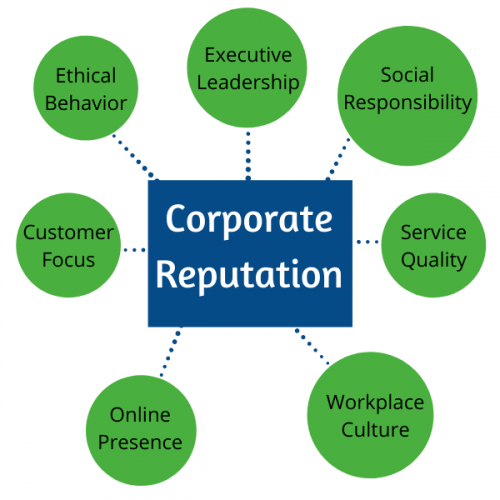 Executive
Leadership
Ethical
Behavior
Social
Responsibility
Corporate
Reputation
Customer
Focus
Service
Quality
Online
Presence
Workplace
Culture